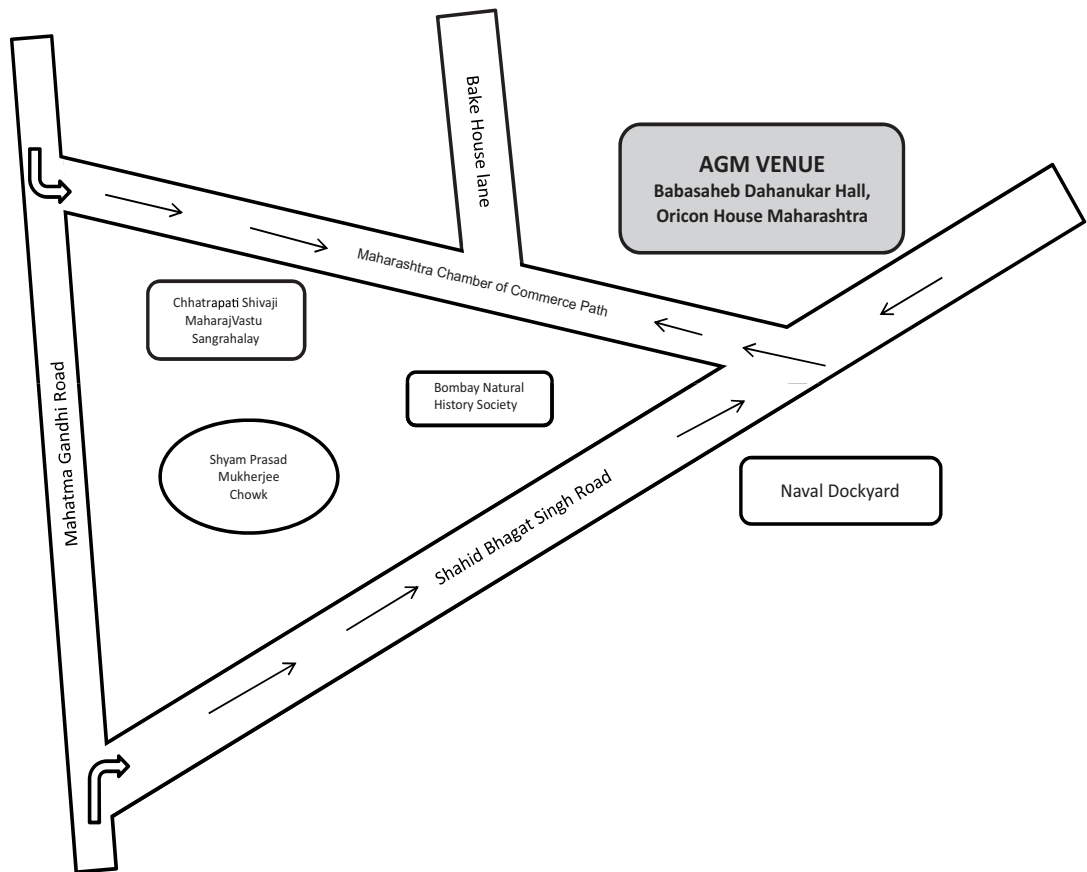 Bake House lane
AGM VENUE
Babasaheb Dahanukar Hall,
Oricon House Maharashtra
Maharashtra Chamber of Commerce Path
Chhatrapati Shivaji
MaharajVastu
Sangrahalay
Bombay Natural
History Society
Mahatma Gandhi Road
Shyam Prasad
Mukherjee
Chowk
Naval Dockyard
Shahid Bhagat Singh Road